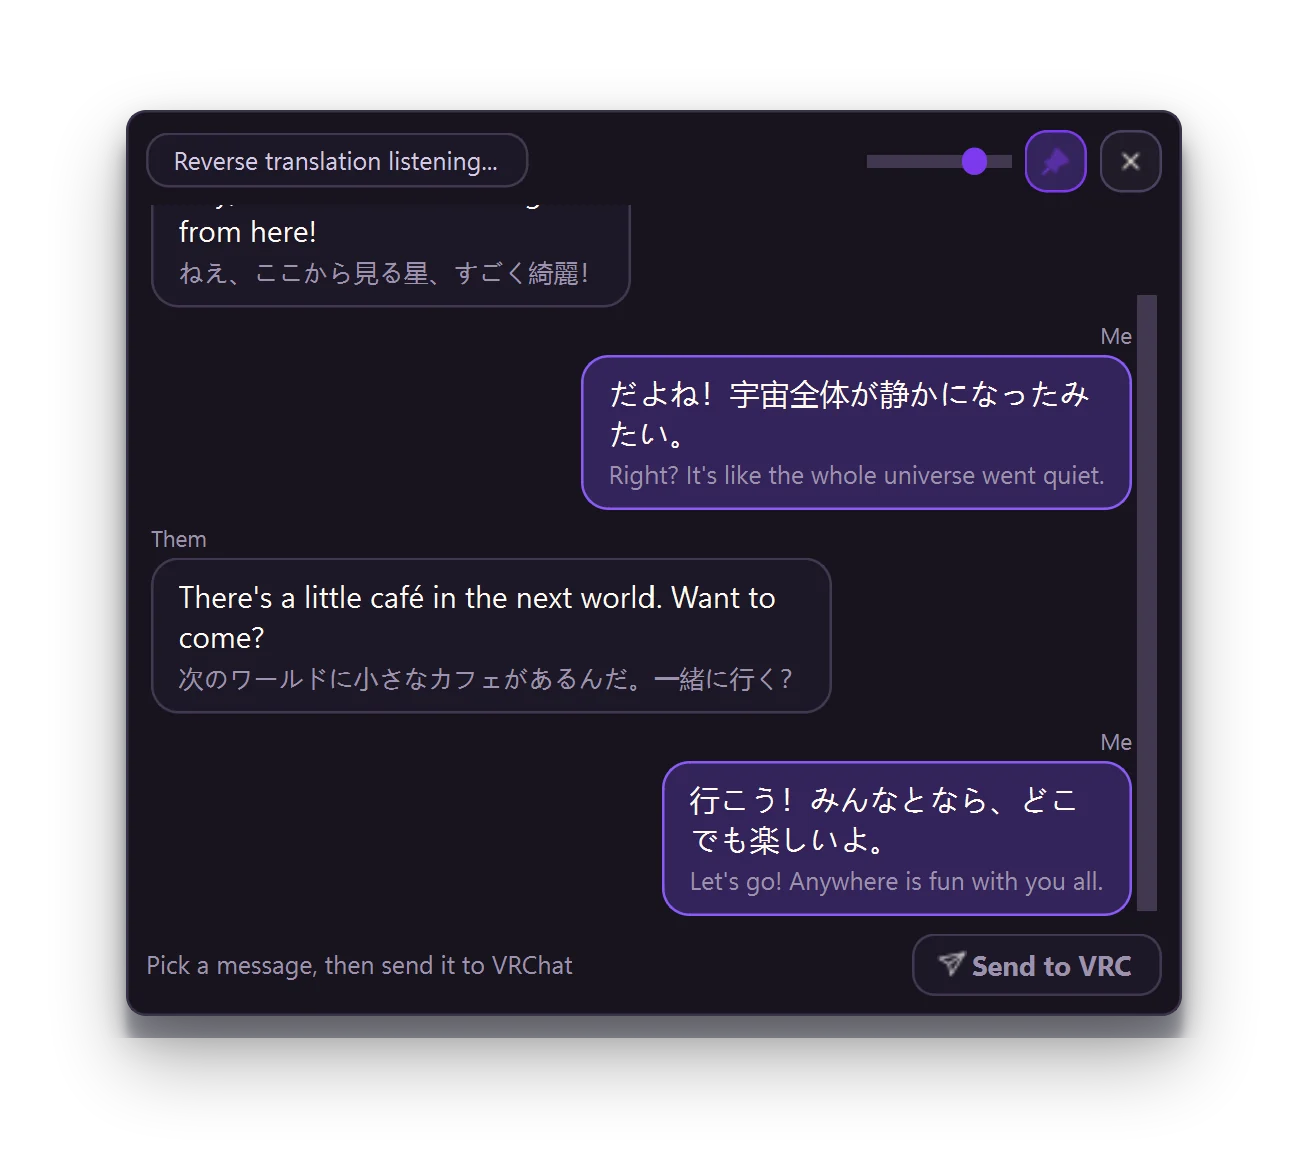 Reverse translation listening...
from here!
ねえ、ここから見る星、すごく綺麗！
Me
だよね！宇宙全体が静かになったみ
たい。
Right? It's like the whole universe went quiet.
Them
There's a little café in the next world. Want to
come?
次のワールドに小さなカフェがあるんだ。一緒に行く？
Me
行こう！みんなとなら、どこ
でも楽しいよ。
Let's go! Anywhere is fun with you all.
Pick a message, then send it to VRChat
Send to VRC